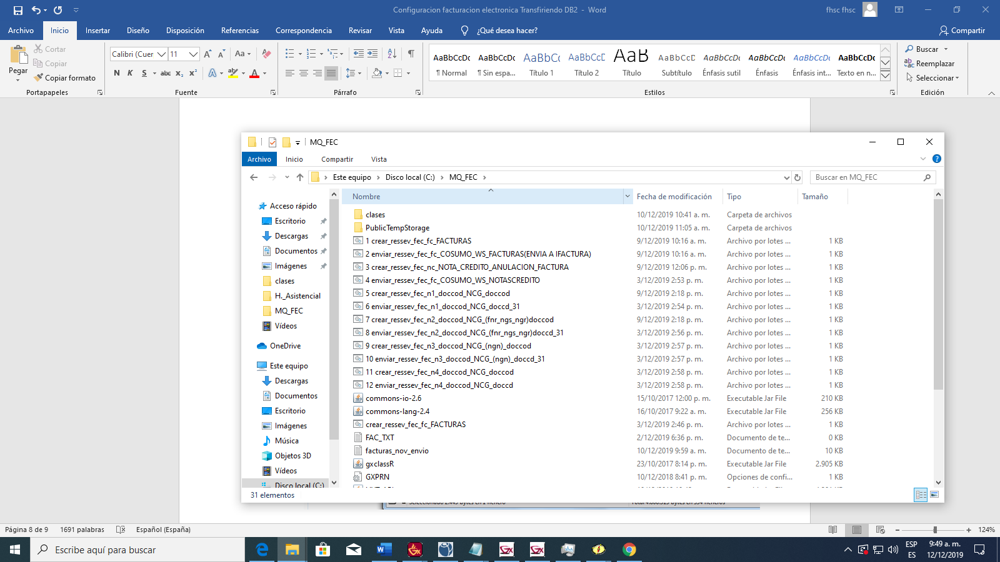 Configuracion facturacion electronica Transfiriendo DB2 - Word
fhsc fhsc
Archivo Inicio Insertar Diseño Disposición Referencias Correspondencia Revisar Vista Ayuda ¿Qué desea hacer? Compartir
Pegar
Cortar
Copiar
Copiar formato
Portapapeles
Calibri (Cuer 11
Aa
N K S abc x₂ x²
Fuente
Párrafo
AaBbCcDc AaBbCcDc AaBbCc AaBbCcD AaB AaBbCcD AaBbCcDc AaBbCcDc AaBbCcDc AaBbCcDc
¶ Normal ¶ Sin espa... Título 1 Título 2 Título Subtítulo Énfasis sutil Énfasis Énfasis int... Texto en n...
Estilos
Buscar
Reemplazar
Seleccionar
Edición
MQ_FEC
Archivo Inicio Compartir Vista
Este equipo > Disco local (C:) > MQ_FEC >
Buscar en MQ_FEC
Acceso rápido
Escritorio
Descargas
Documentos
Imágenes
clases
H._Asistencial
MQ_FEC
Vídeos
OneDrive
Este equipo
Descargas
Documentos
Escritorio
Imágenes
Música
Objetos 3D
Vídeos
Disco local (C:)
Nombre Fecha de modificación Tipo Tamaño
clases 10/12/2019 10:41 a. m. Carpeta de archivos
PublicTempStorage 10/12/2019 11:05 a. m. Carpeta de archivos
1 crear_ressev_fec_fc_FACTURAS 9/12/2019 10:16 a. m. Archivo por lotes ... 1 KB
2 enviar_ressev_fec_fc_COSUMO_WS_FACTURAS(ENVIA A IFACTURA) 9/12/2019 10:16 a. m. Archivo por lotes ... 1 KB
3 crear_ressev_fec_nc_NOTA_CREDITO_ANULACION_FACTURA 9/12/2019 12:06 p. m. Archivo por lotes ... 1 KB
4 enviar_ressev_fec_fc_COSUMO_WS_NOTASCREDITO 3/12/2019 2:53 p. m. Archivo por lotes ... 1 KB
5 crear_ressev_fec_n1_doccod_NCG_doccod 9/12/2019 2:18 p. m. Archivo por lotes ... 1 KB
6 enviar_ressev_fec_n1_doccod_NCG_doccd_31 3/12/2019 2:54 p. m. Archivo por lotes ... 1 KB
7 crear_ressev_fec_n2_doccod_NCG_(fnr_ngs_ngr)doccod 9/12/2019 2:18 p. m. Archivo por lotes ... 1 KB
8 enviar_ressev_fec_n2_doccod_NCG_(fnr_ngs_ngr)doccd_31 3/12/2019 2:56 p. m. Archivo por lotes ... 1 KB
9 crear_ressev_fec_n3_doccod_NCG_(ngn)_doccod 3/12/2019 2:57 p. m. Archivo por lotes ... 1 KB
10 enviar_ressev_fec_n3_doccod_NCG_(ngn)_doccd_31 3/12/2019 2:57 p. m. Archivo por lotes ... 1 KB
11 crear_ressev_fec_n4_doccod_NCG_doccod 3/12/2019 2:58 p. m. Archivo por lotes ... 1 KB
12 enviar_ressev_fec_n4_doccod_NCG_doccd 3/12/2019 2:58 p. m. Archivo por lotes ... 1 KB
commons-io-2.6 15/10/2017 12:00 p. m. Executable Jar File 210 KB
commons-lang-2.4 16/10/2017 9:22 a. m. Executable Jar File 256 KB
crear_ressev_fec_fc_FACTURAS 3/12/2019 2:46 p. m. Archivo por lotes ... 1 KB
FAC_TXT 2/12/2019 6:36 p. m. Documento de te... 0 KB
facturas_nov_envio 10/12/2019 9:59 a. m. Documento de te... 10 KB
gxclassR 23/10/2017 8:14 p. m. Executable Jar File 2.905 KB
GXPRN 10/12/2018 8:41 p. m. Opciones de confi... 1 KB
31 elementos
Página 8 de 9 1691 palabras Español (España) 124%
Escribe aquí para buscar
ESP
ES
9:49 a. m.
12/12/2019